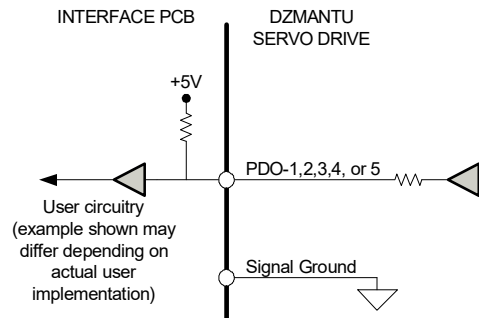 INTERFACE PCB
DZMANTU
SERVO DRIVE
+5V
PDO-1,2,3,4, or 5
User circuitry
(example shown may
differ depending on
actual user
implementation)
Signal Ground